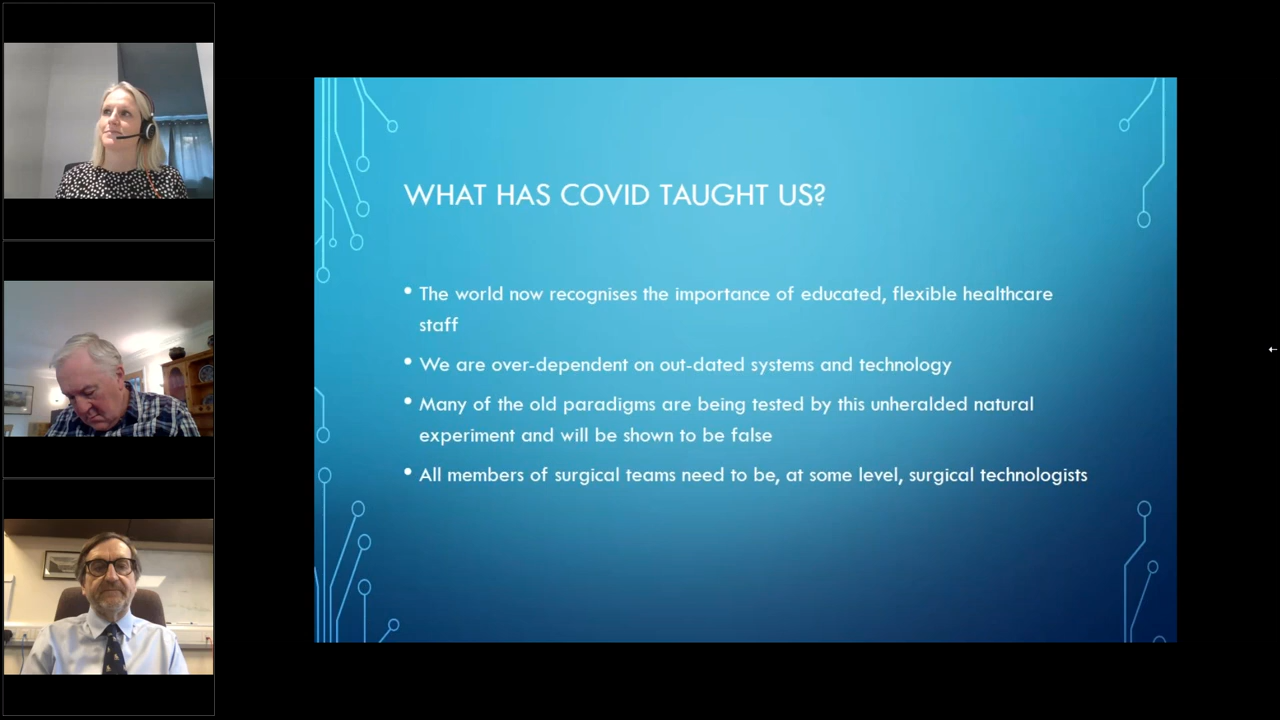 WHAT HAS COVID TAUGHT US?
• The world now recognises the importance of educated, flexible healthcare
staff
• We are over-dependent on out-dated systems and technology
• Many of the old paradigms are being tested by this unheralded natural
experiment and will be shown to be false
• All members of surgical teams need to be, at some level, surgical technologists